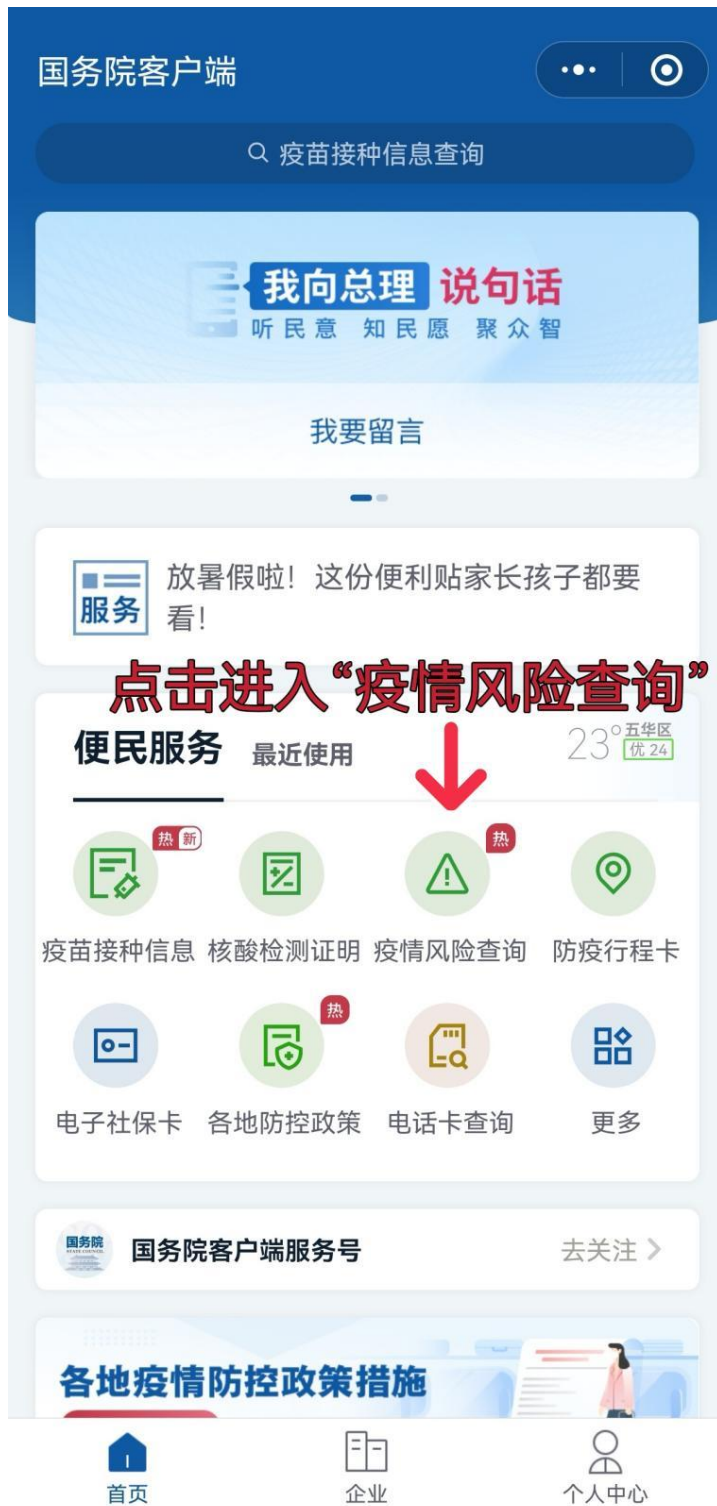 国务院客户端
疫苗接种信息查询
我向总理 说句话
听民意 知民愿 聚众智
我要留言
服务
放暑假啦！这份便利贴家长孩子都要
看！
点击进入“疫情风险查询”
便民服务 最近使用
23° 五华区
优 24
热 新
热
疫苗接种信息 核酸检测证明 疫情风险查询 防疫行程卡
热
电子社保卡 各地防控政策 电话卡查询 更多
国务院
国务院客户端服务号 去关注
各地疫情防控政策措施
首页 企业 个人中心